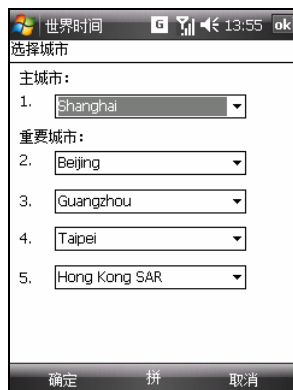 世界时间 G 13:55 ok
选择城市
主城市：
1. Shanghai
重要城市：
2. Beijing
3. Guangzhou
4. Taipei
5. Hong Kong SAR
确定 拼 取消